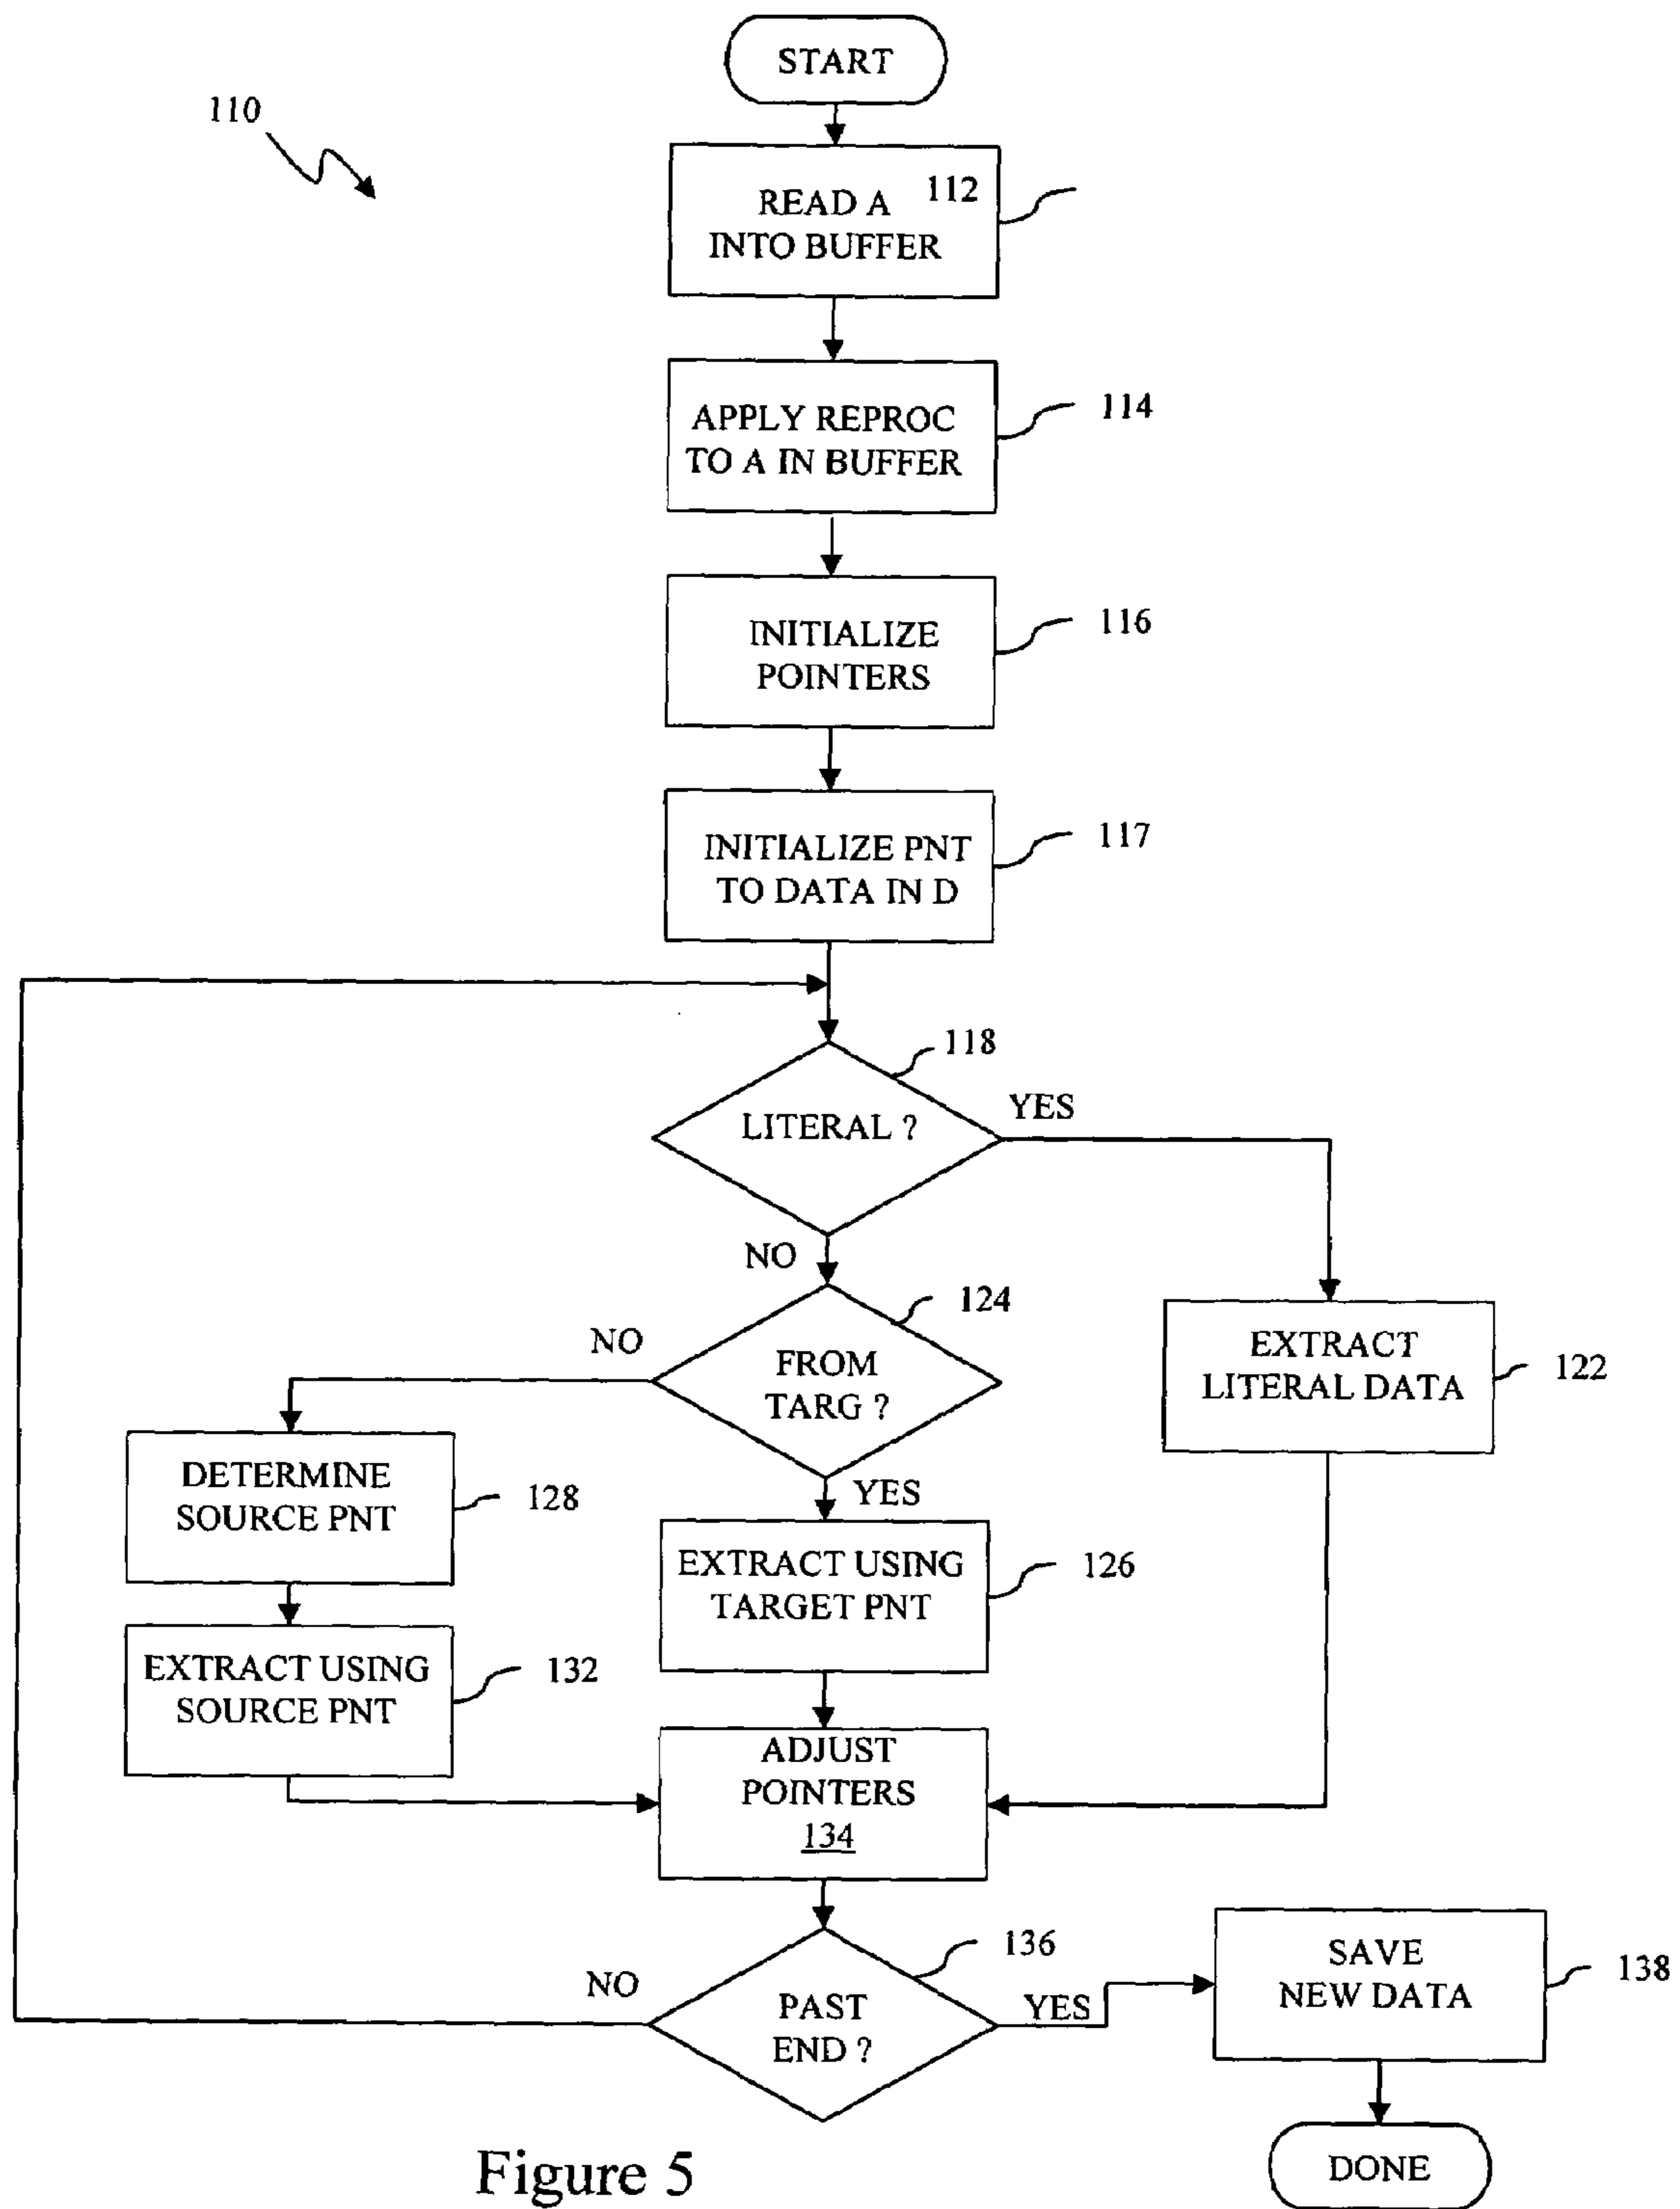 START
110
READ A
112
INTO BUFFER
APPLY REPROC
TO A IN BUFFER
114
INITIALIZE
POINTERS
116
INITIALIZE PNT
TO DATA IN D
117
118
LITERAL ?
YES
NO
124
NO
FROM
TARG ?
EXTRACT
LITERAL DATA
122
DETERMINE
SOURCE PNT
128
YES
EXTRACT USING
TARGET PNT
126
EXTRACT USING
SOURCE PNT
132
ADJUST
POINTERS
134
136
NO
PAST
END ?
YES
SAVE
NEW DATA
138
DONE
Figure 5